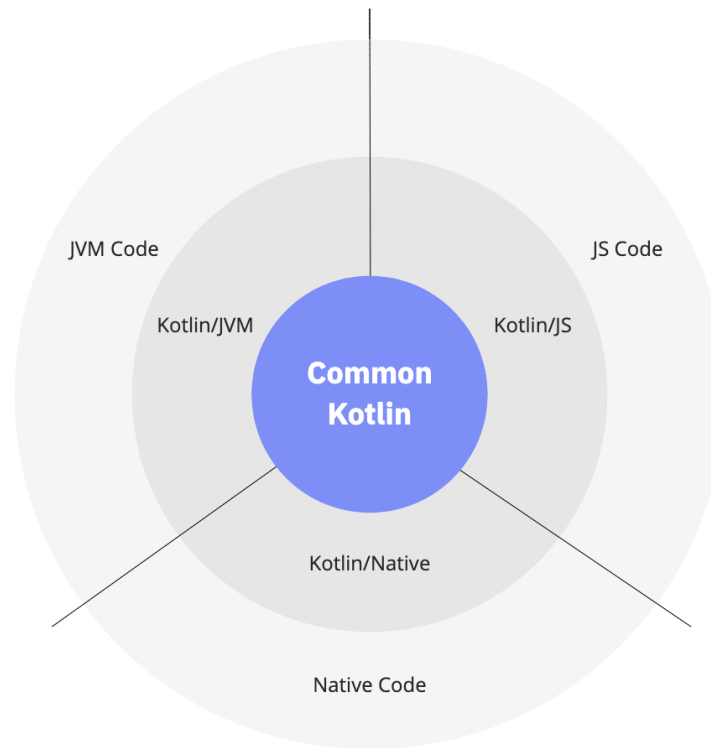 JVM Code
JS Code
Kotlin/JVM
Kotlin/JS
Common
Kotlin
Kotlin/Native
Native Code